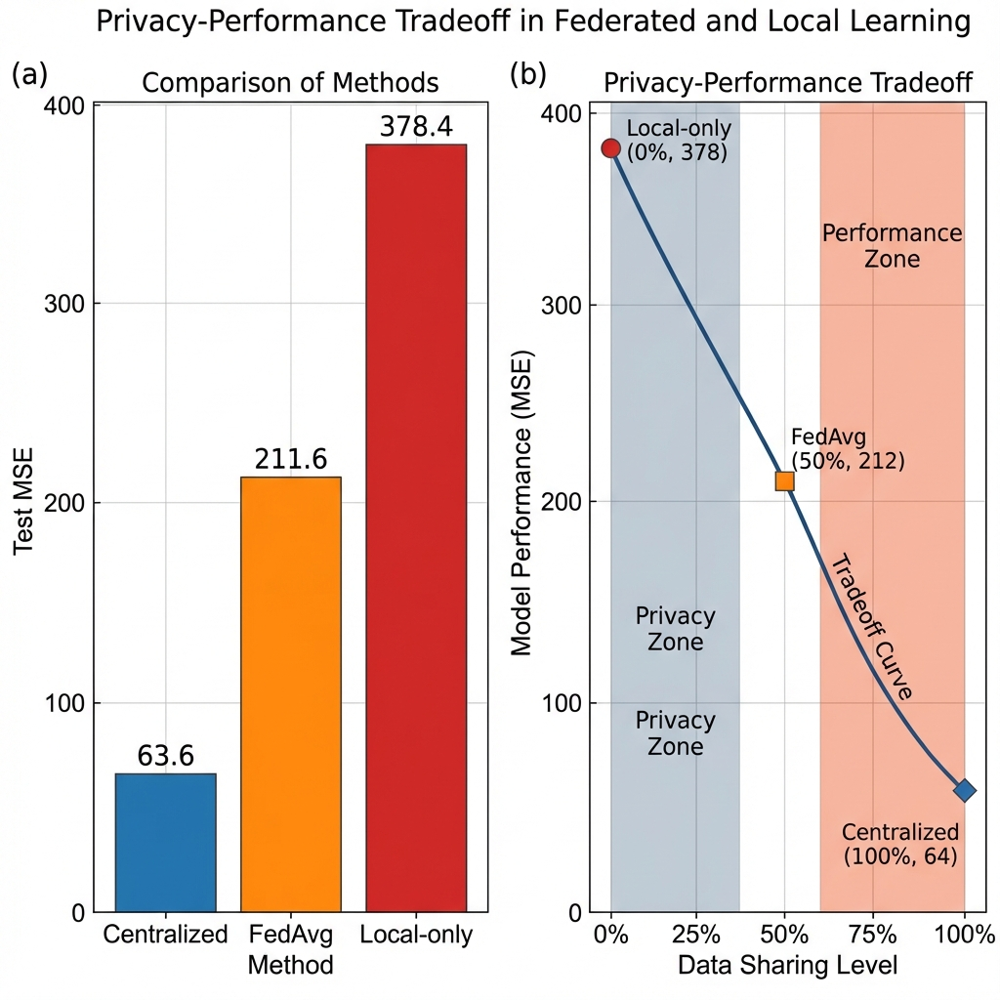 Privacy-Performance Tradeoff in Federated and Local Learning
(a)
Comparison of Methods
400
300
200
100
0
Test MSE
63.6
211.6
378.4
Centralized
FedAvg
Local-only
Method
(b)
Privacy-Performance Tradeoff
400
300
200
100
0
Model Performance (MSE)
Local-only
(0%, 378)
Performance
Zone
FedAvg
(50%, 212)
Tradeoff Curve
Privacy
Zone
Privacy
Zone
Centralized
(100%, 64)
0%
25%
50%
75%
100%
Data Sharing Level